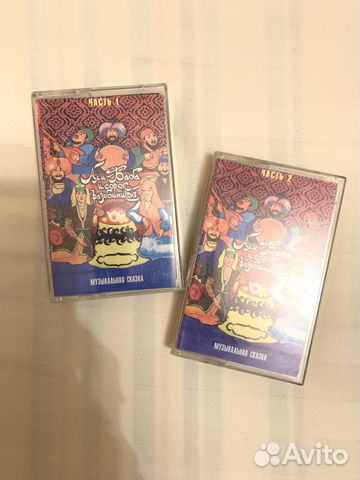 ЧАСТЬ 1
Али-Баба
и сорок
разбойников
МУЗЫКАЛЬНАЯ СКАЗКА
ЧАСТЬ 2
Али-Баба
и сорок
разбойников
МУЗЫКАЛЬНАЯ СКАЗКА
Avito